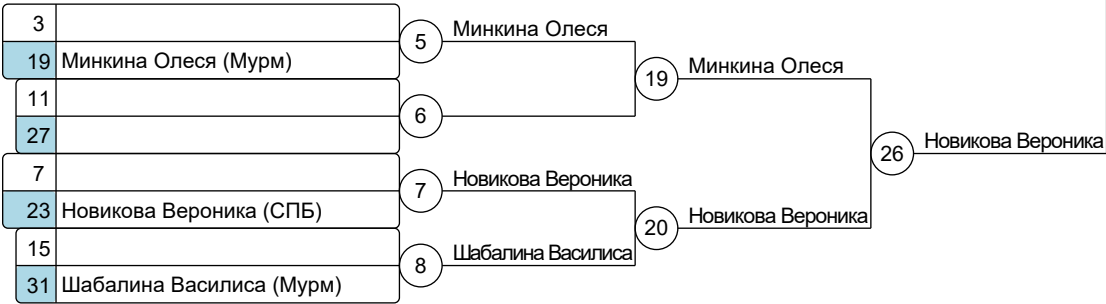 3
19 Минкина Олеся (Мурм)
11
27
7
23 Новикова Вероника (СПБ)
15
31 Шабалина Василиса (Мурм)
5
6
7
8
Минкина Олеся
Новикова Вероника
Шабалина Василиса
19
20
Минкина Олеся
Новикова Вероника
26
Новикова Вероника